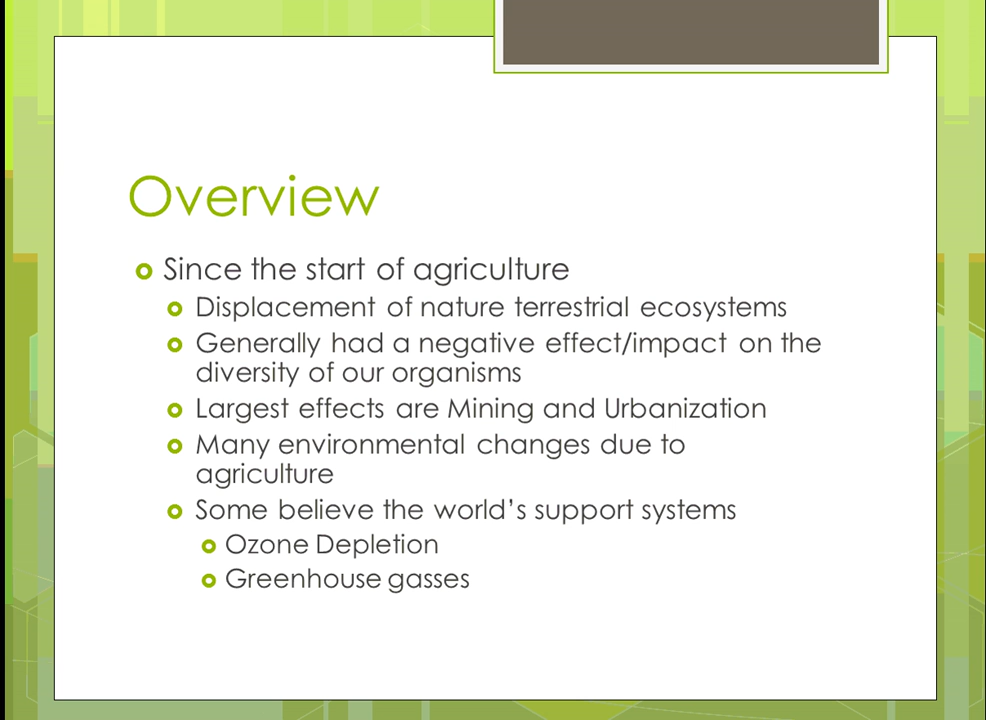 Overview
Since the start of agriculture
Displacement of nature terrestrial ecosystems
Generally had a negative effect/impact on the
diversity of our organisms
Largest effects are Mining and Urbanization
Many environmental changes due to
agriculture
Some believe the world's support systems
Ozone Depletion
Greenhouse gasses